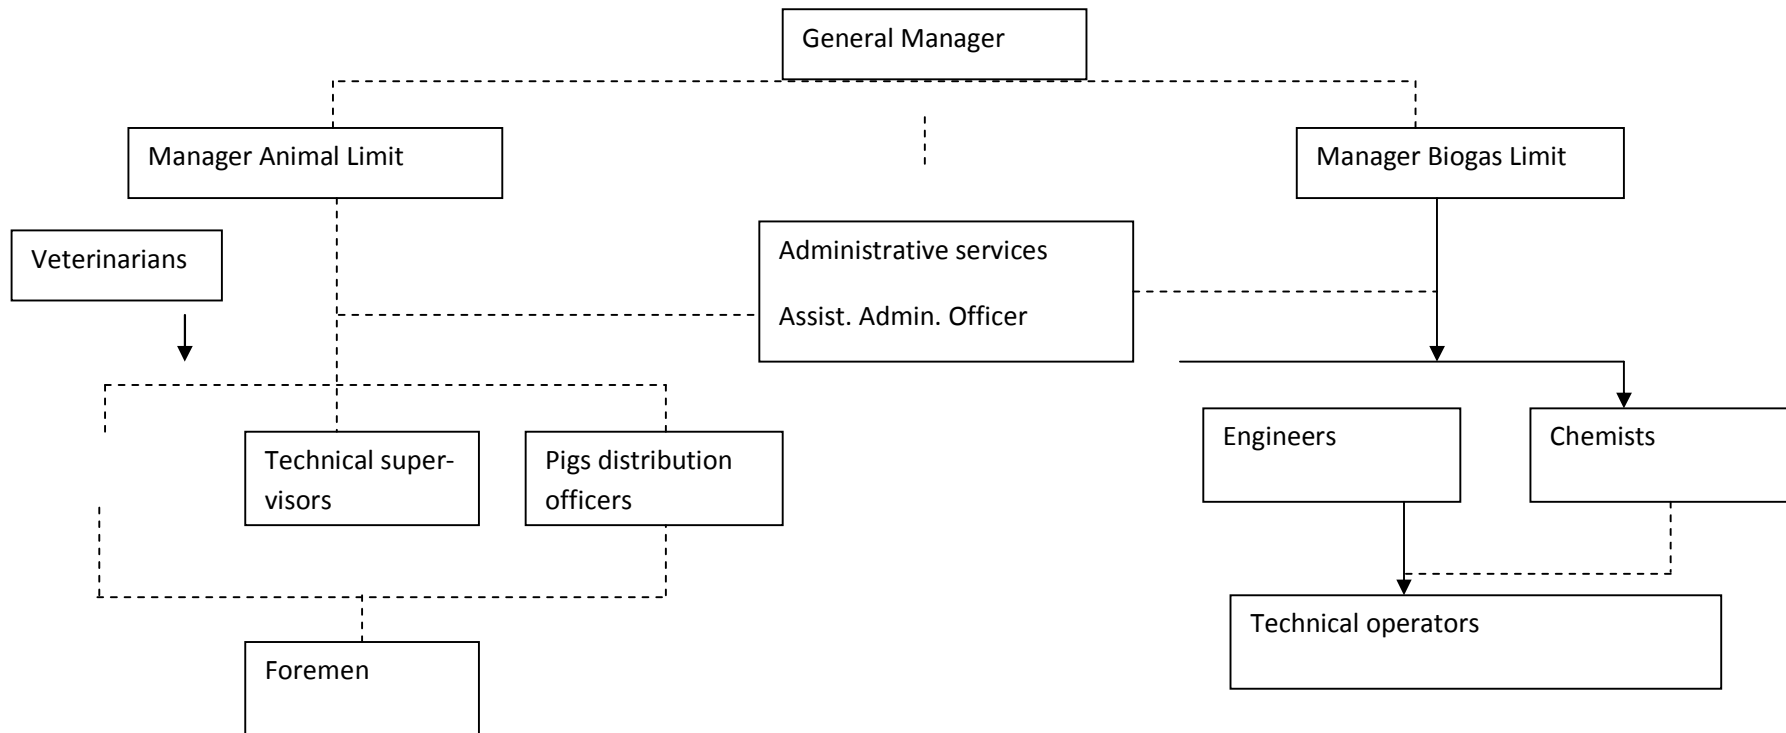 General Manager
Manager Animal Limit
Manager Biogas Limit
Veterinarians
Administrative services
Assist. Admin. Officer
Technical super-
visors
Pigs distribution
officers
Engineers
Chemists
Technical operators
Foremen